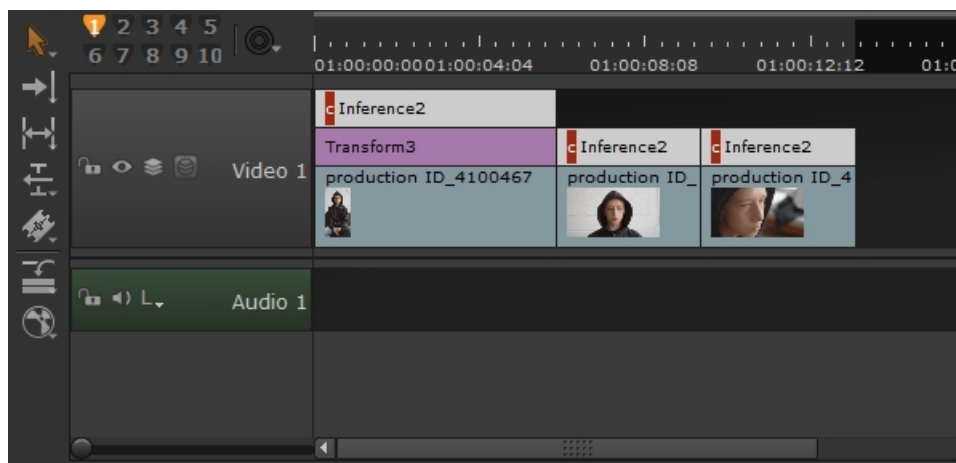 1 2 3 4 5
6 7 8 9 10
01:00:00:00 01:00:04:04 01:00:08:08 01:00:12:12 01:0
c Inference2
Transform3 c Inference2 c Inference2
Video 1
production ID_4100467 production ID_ production ID_4
L
Audio 1